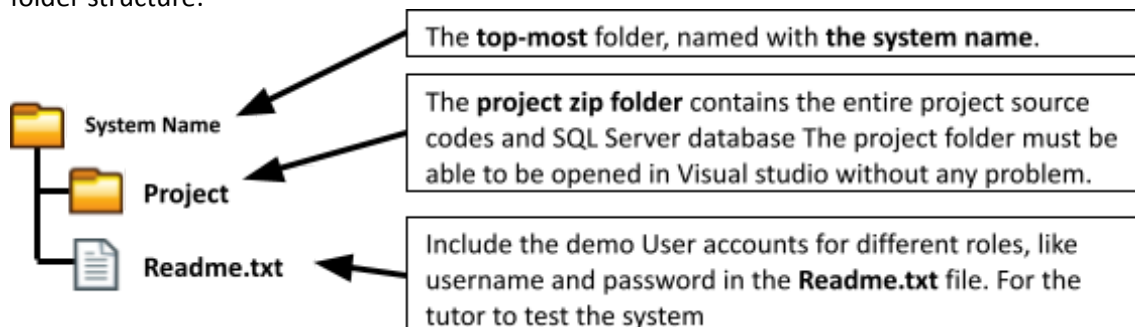 folder structure:
The top-most folder, named with the system name.
System Name
The project zip folder contains the entire project source
codes and SQL Server database The project folder must be
able to be opened in Visual studio without any problem.
Project
Include the demo User accounts for different roles, like
username and password in the Readme.txt file. For the
tutor to test the system
Readme.txt